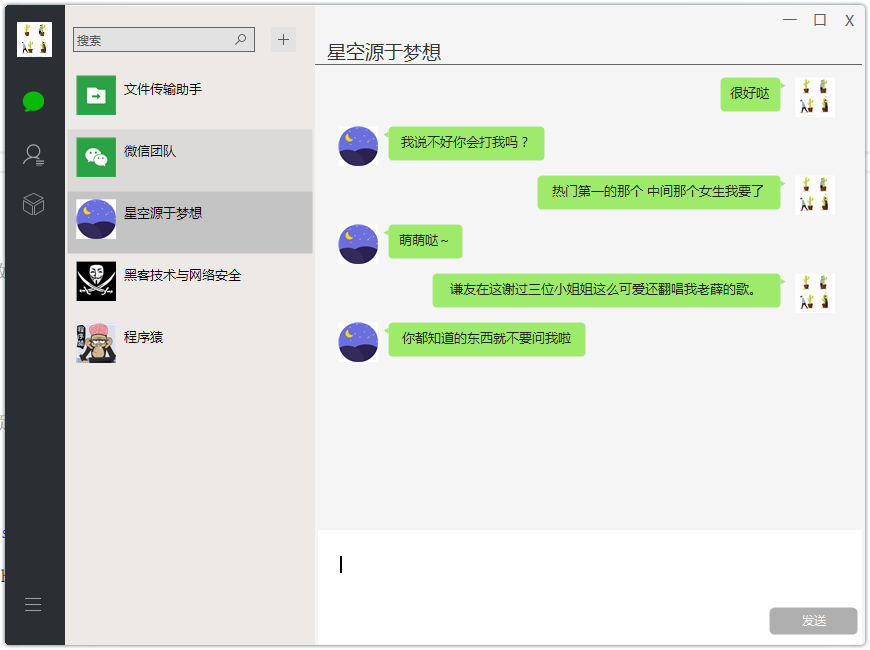 搜索
文件传输助手
微信团队
星空源于梦想
黑客技术与网络安全
程序猿
星空源于梦想
很好哒
我说不好你会打我吗？
热门第一的那个 中间那个女生我要了
萌萌哒～
谦友在这谢过三位小姐姐这么可爱还翻唱我老薛的歌。
你都知道的东西就不要问我啦
发送